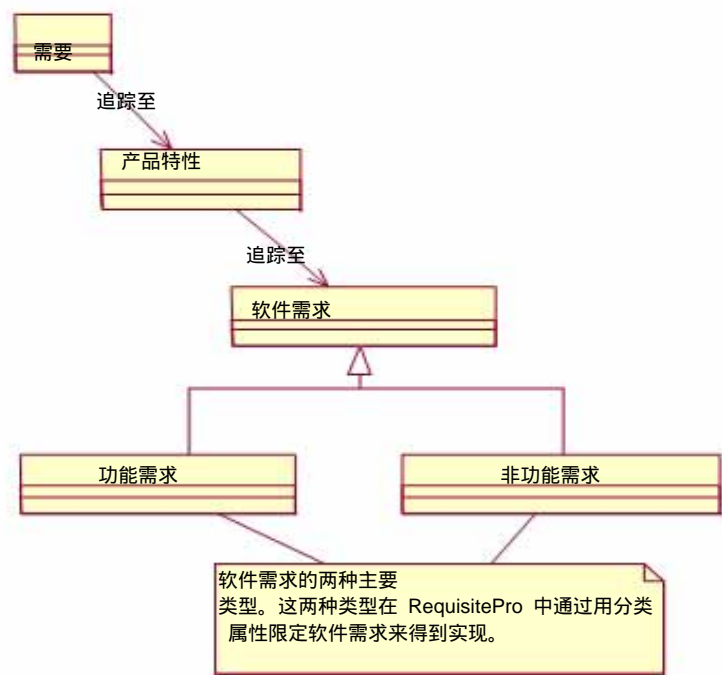 需要
追踪至
产品特性
追踪至
软件需求
功能需求
非功能需求
软件需求的两种主要
类型。这两种类型在 RequisitePro 中通过用分类
属性限定软件需求来得到实现。